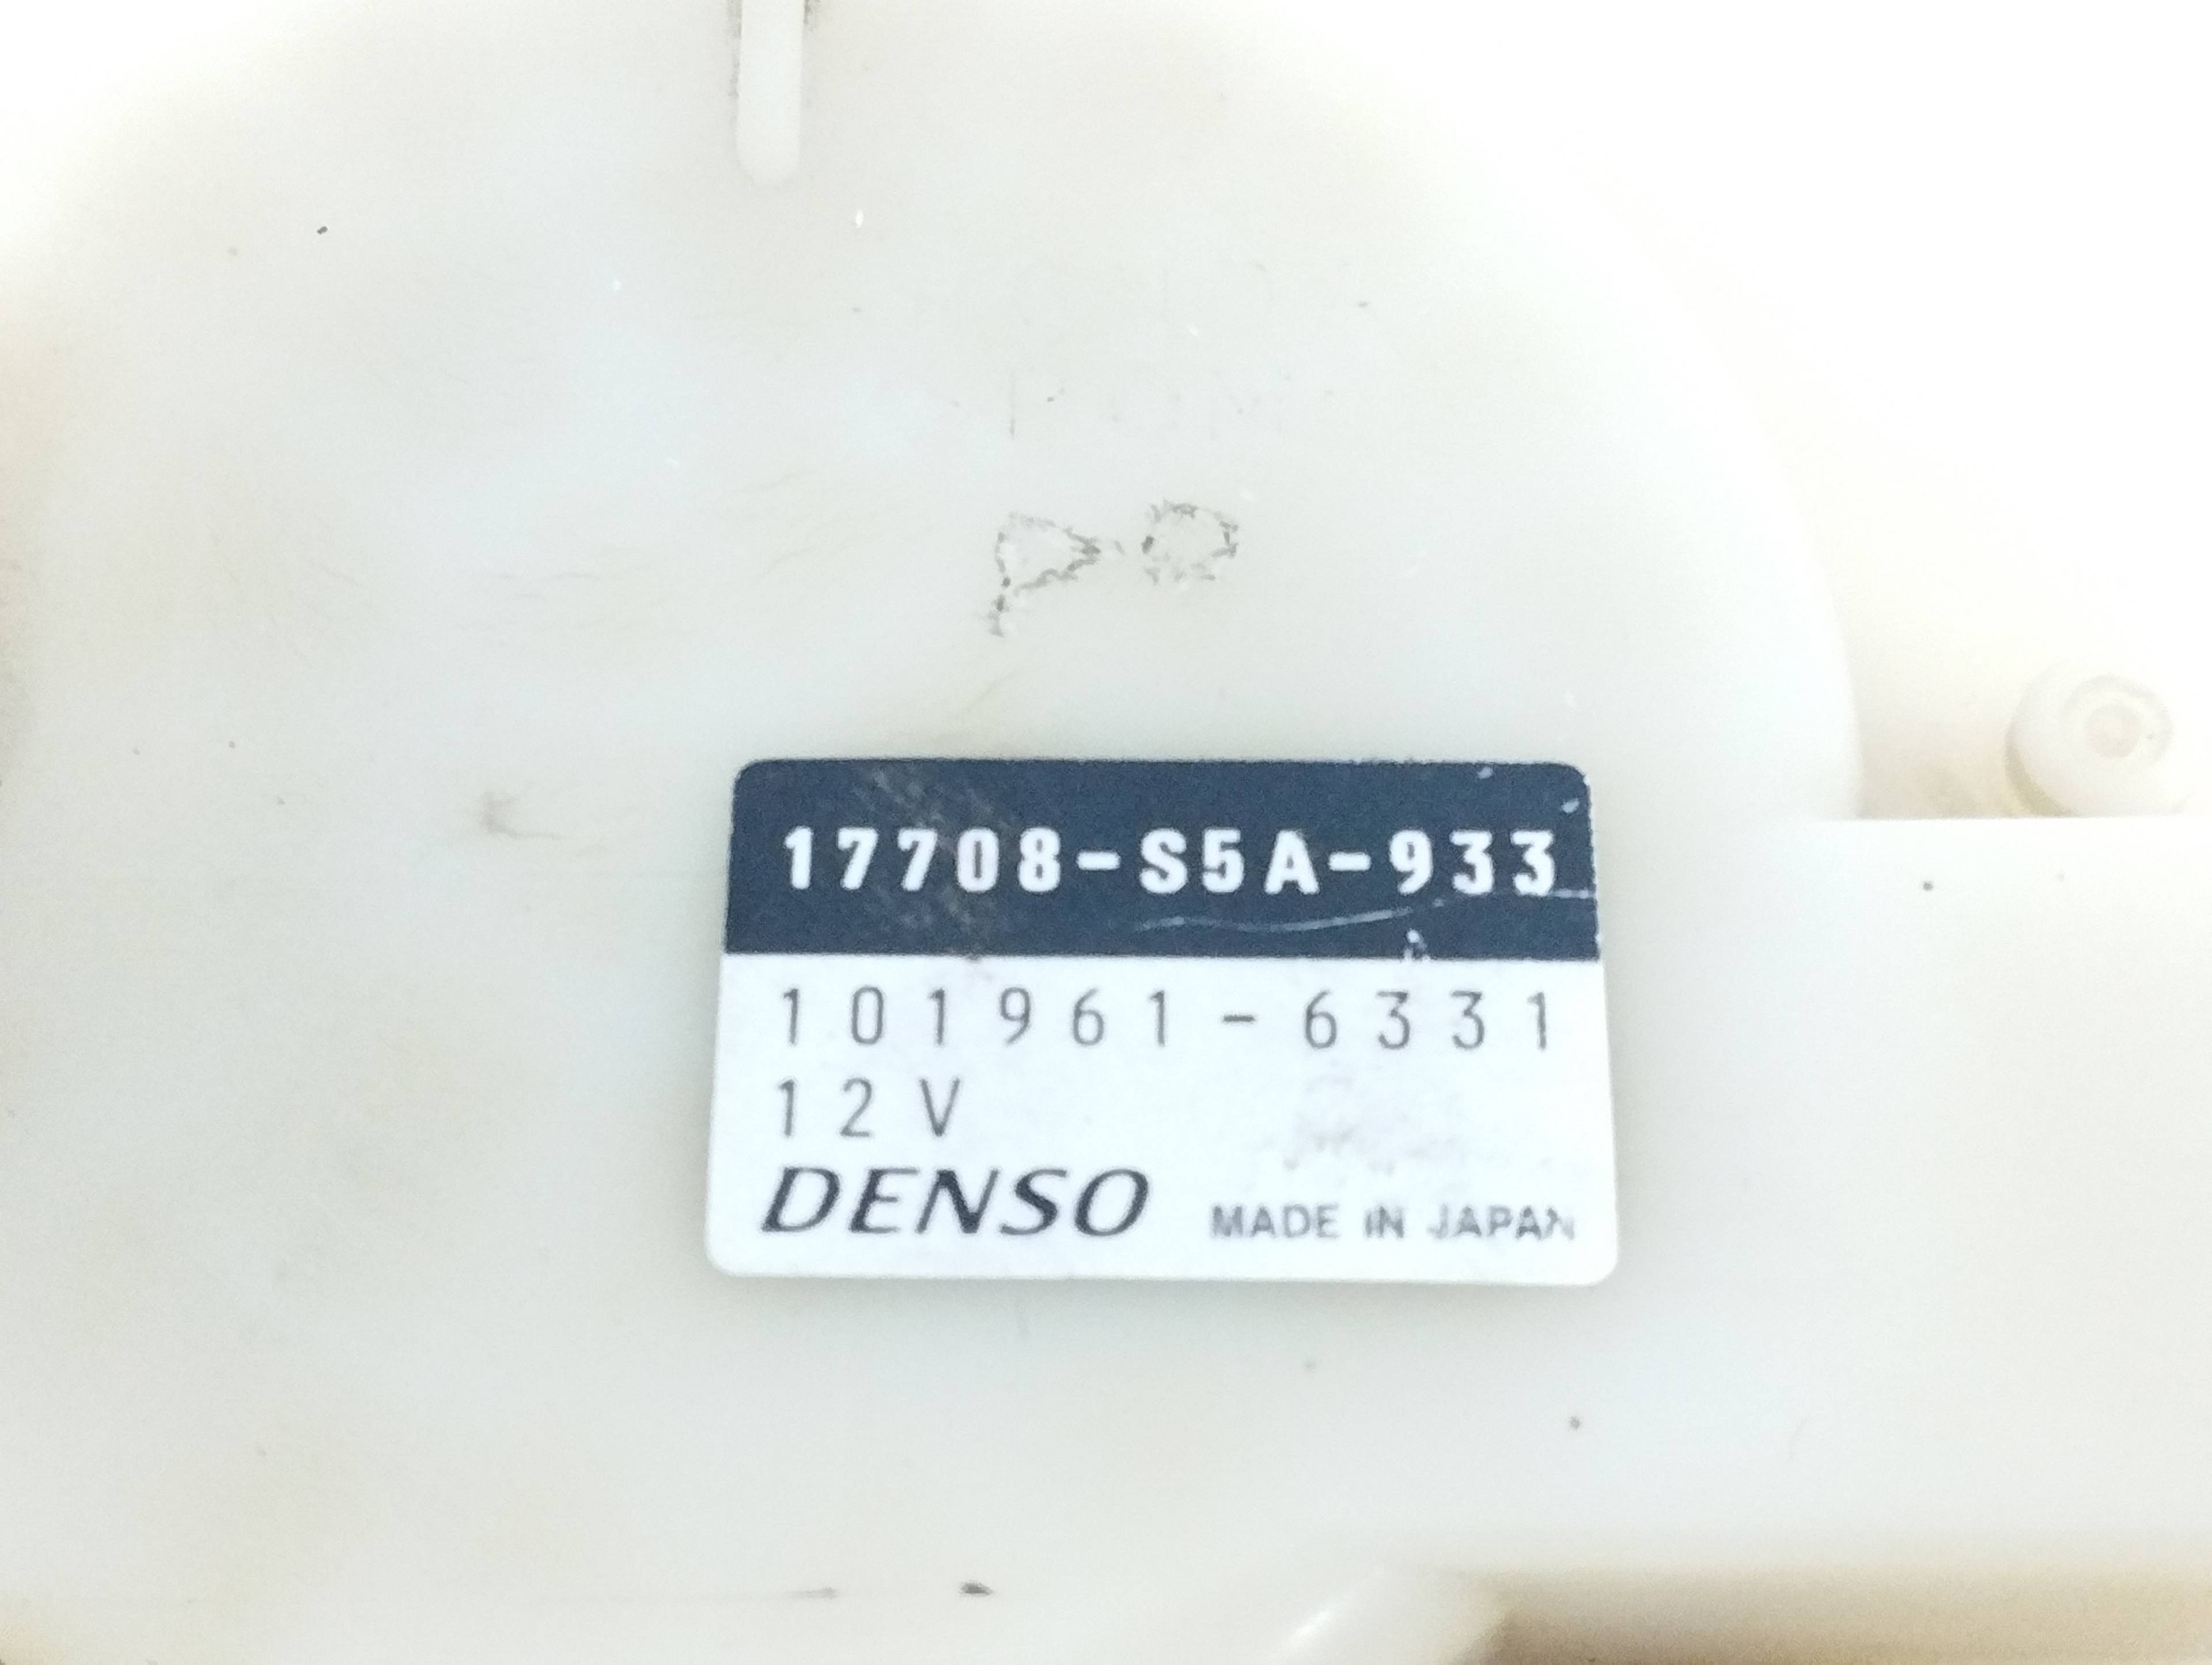 17708-S5A-933
101961-6331
12V
DENSO MADE IN JAPAN